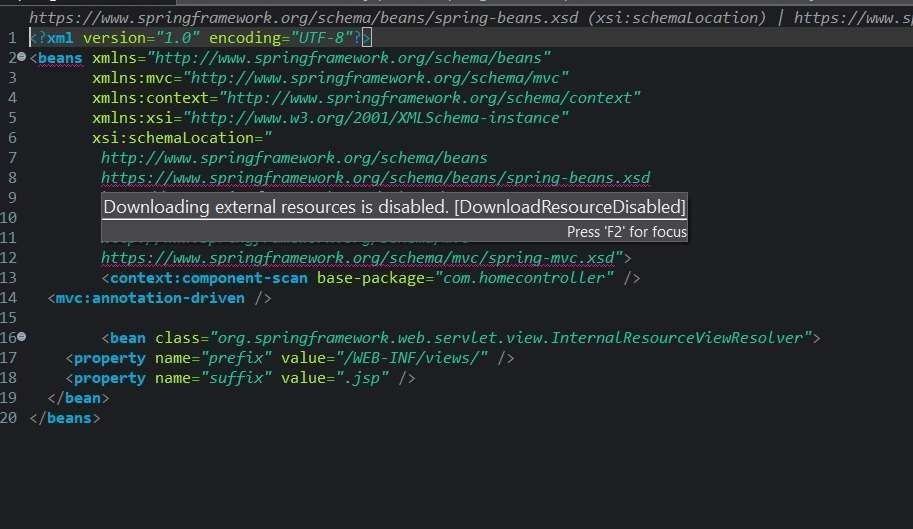 https://www.springframework.org/schema/beans/spring-beans.xsd (xsi:schemaLocation) | https://www.sp
1 <?xml version="1.0" encoding="UTF-8"?>
2 <beans xmlns="http://www.springframework.org/schema/beans"
3 xmlns:mvc="http://www.springframework.org/schema/mvc"
4 xmlns:context="http://www.springframework.org/schema/context"
5 xmlns:xsi="http://www.w3.org/2001/XMLSchema-instance"
6 xsi:schemaLocation="
7 http://www.springframework.org/schema/beans
8 https://www.springframework.org/schema/beans/spring-beans.xsd
9
Downloading external resources is disabled. [DownloadResourceDisabled]
10
Press 'F2' for focus
11
12 https://www.springframework.org/schema/mvc/spring-mvc.xsd">
13 <context:component-scan base-package="com.homecontroller" />
14 <mvc:annotation-driven />
15
16 <bean class="org.springframework.web.servlet.view.InternalResourceViewResolver">
17 <property name="prefix" value="/WEB-INF/views/" />
18 <property name="suffix" value=".jsp" />
19 </bean>
20 </beans>